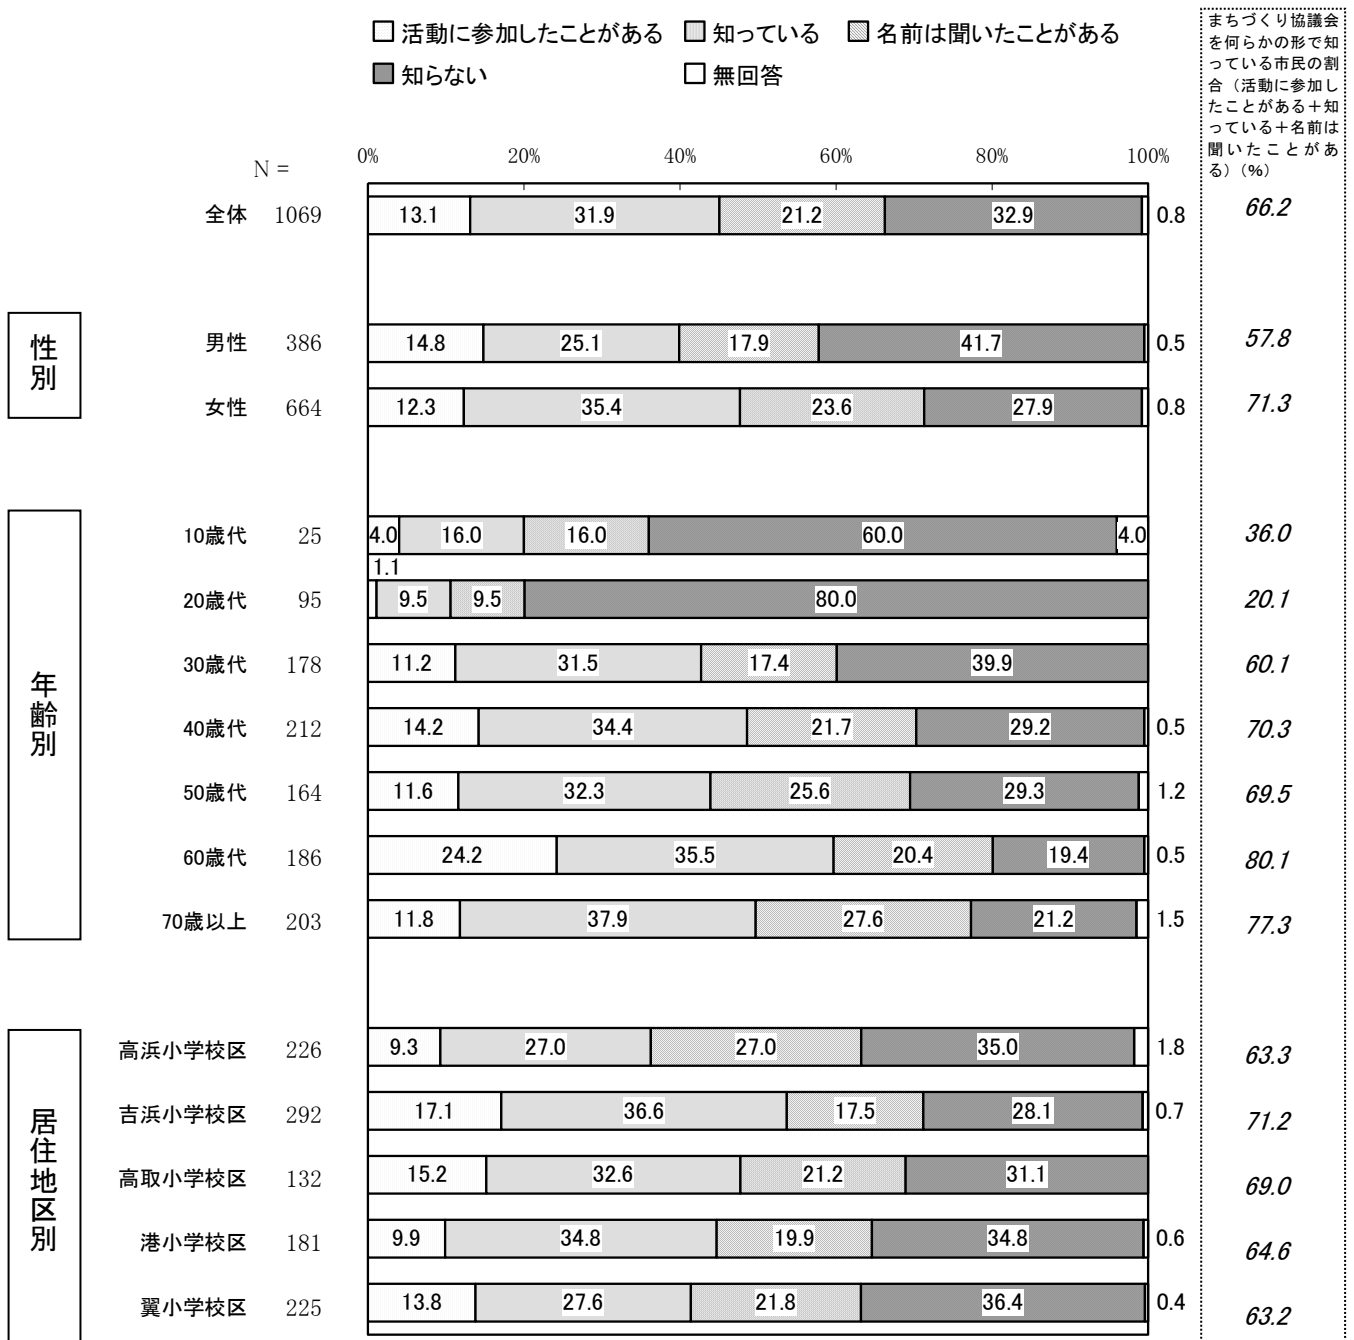 活動に参加したことがある 知っている 名前は聞いたことがある
知らない 無回答
まちづくり協議会
を何らかの形で知
っている市民の割
合（活動に参加し
たことがある＋知
っている＋名前は
聞いたことがあ
る）（%）
N =
0% 20% 40% 60% 80% 100%
全体 1069 13.1 31.9 21.2 32.9 0.8 66.2
性別
男性 386 14.8 25.1 17.9 41.7 0.5 57.8
女性 664 12.3 35.4 23.6 27.9 0.8 71.3
年齢別
10歳代 25 4.0 16.0 16.0 60.0 4.0 36.0
1.1
20歳代 95 9.5 9.5 80.0 20.1
30歳代 178 11.2 31.5 17.4 39.9 60.1
40歳代 212 14.2 34.4 21.7 29.2 0.5 70.3
50歳代 164 11.6 32.3 25.6 29.3 1.2 69.5
60歳代 186 24.2 35.5 20.4 19.4 0.5 80.1
70歳以上 203 11.8 37.9 27.6 21.2 1.5 77.3
居住地区別
高浜小学校区 226 9.3 27.0 27.0 35.0 1.8 63.3
吉浜小学校区 292 17.1 36.6 17.5 28.1 0.7 71.2
高取小学校区 132 15.2 32.6 21.2 31.1 69.0
港小学校区 181 9.9 34.8 19.9 34.8 0.6 64.6
翼小学校区 225 13.8 27.6 21.8 36.4 0.4 63.2